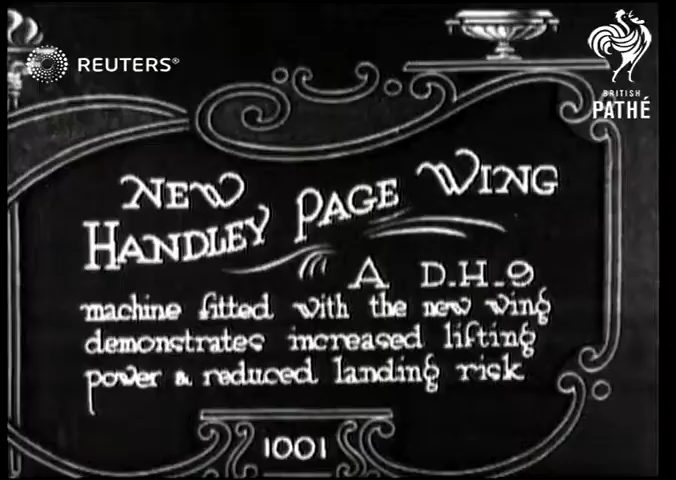 REUTERS®
BRITISH
PATHÉ
NEW
HANDLEY PAGE WING
A D.H.9
machine fitted with the new wing
demonstrates increased lifting
power & reduced landing risk
1001